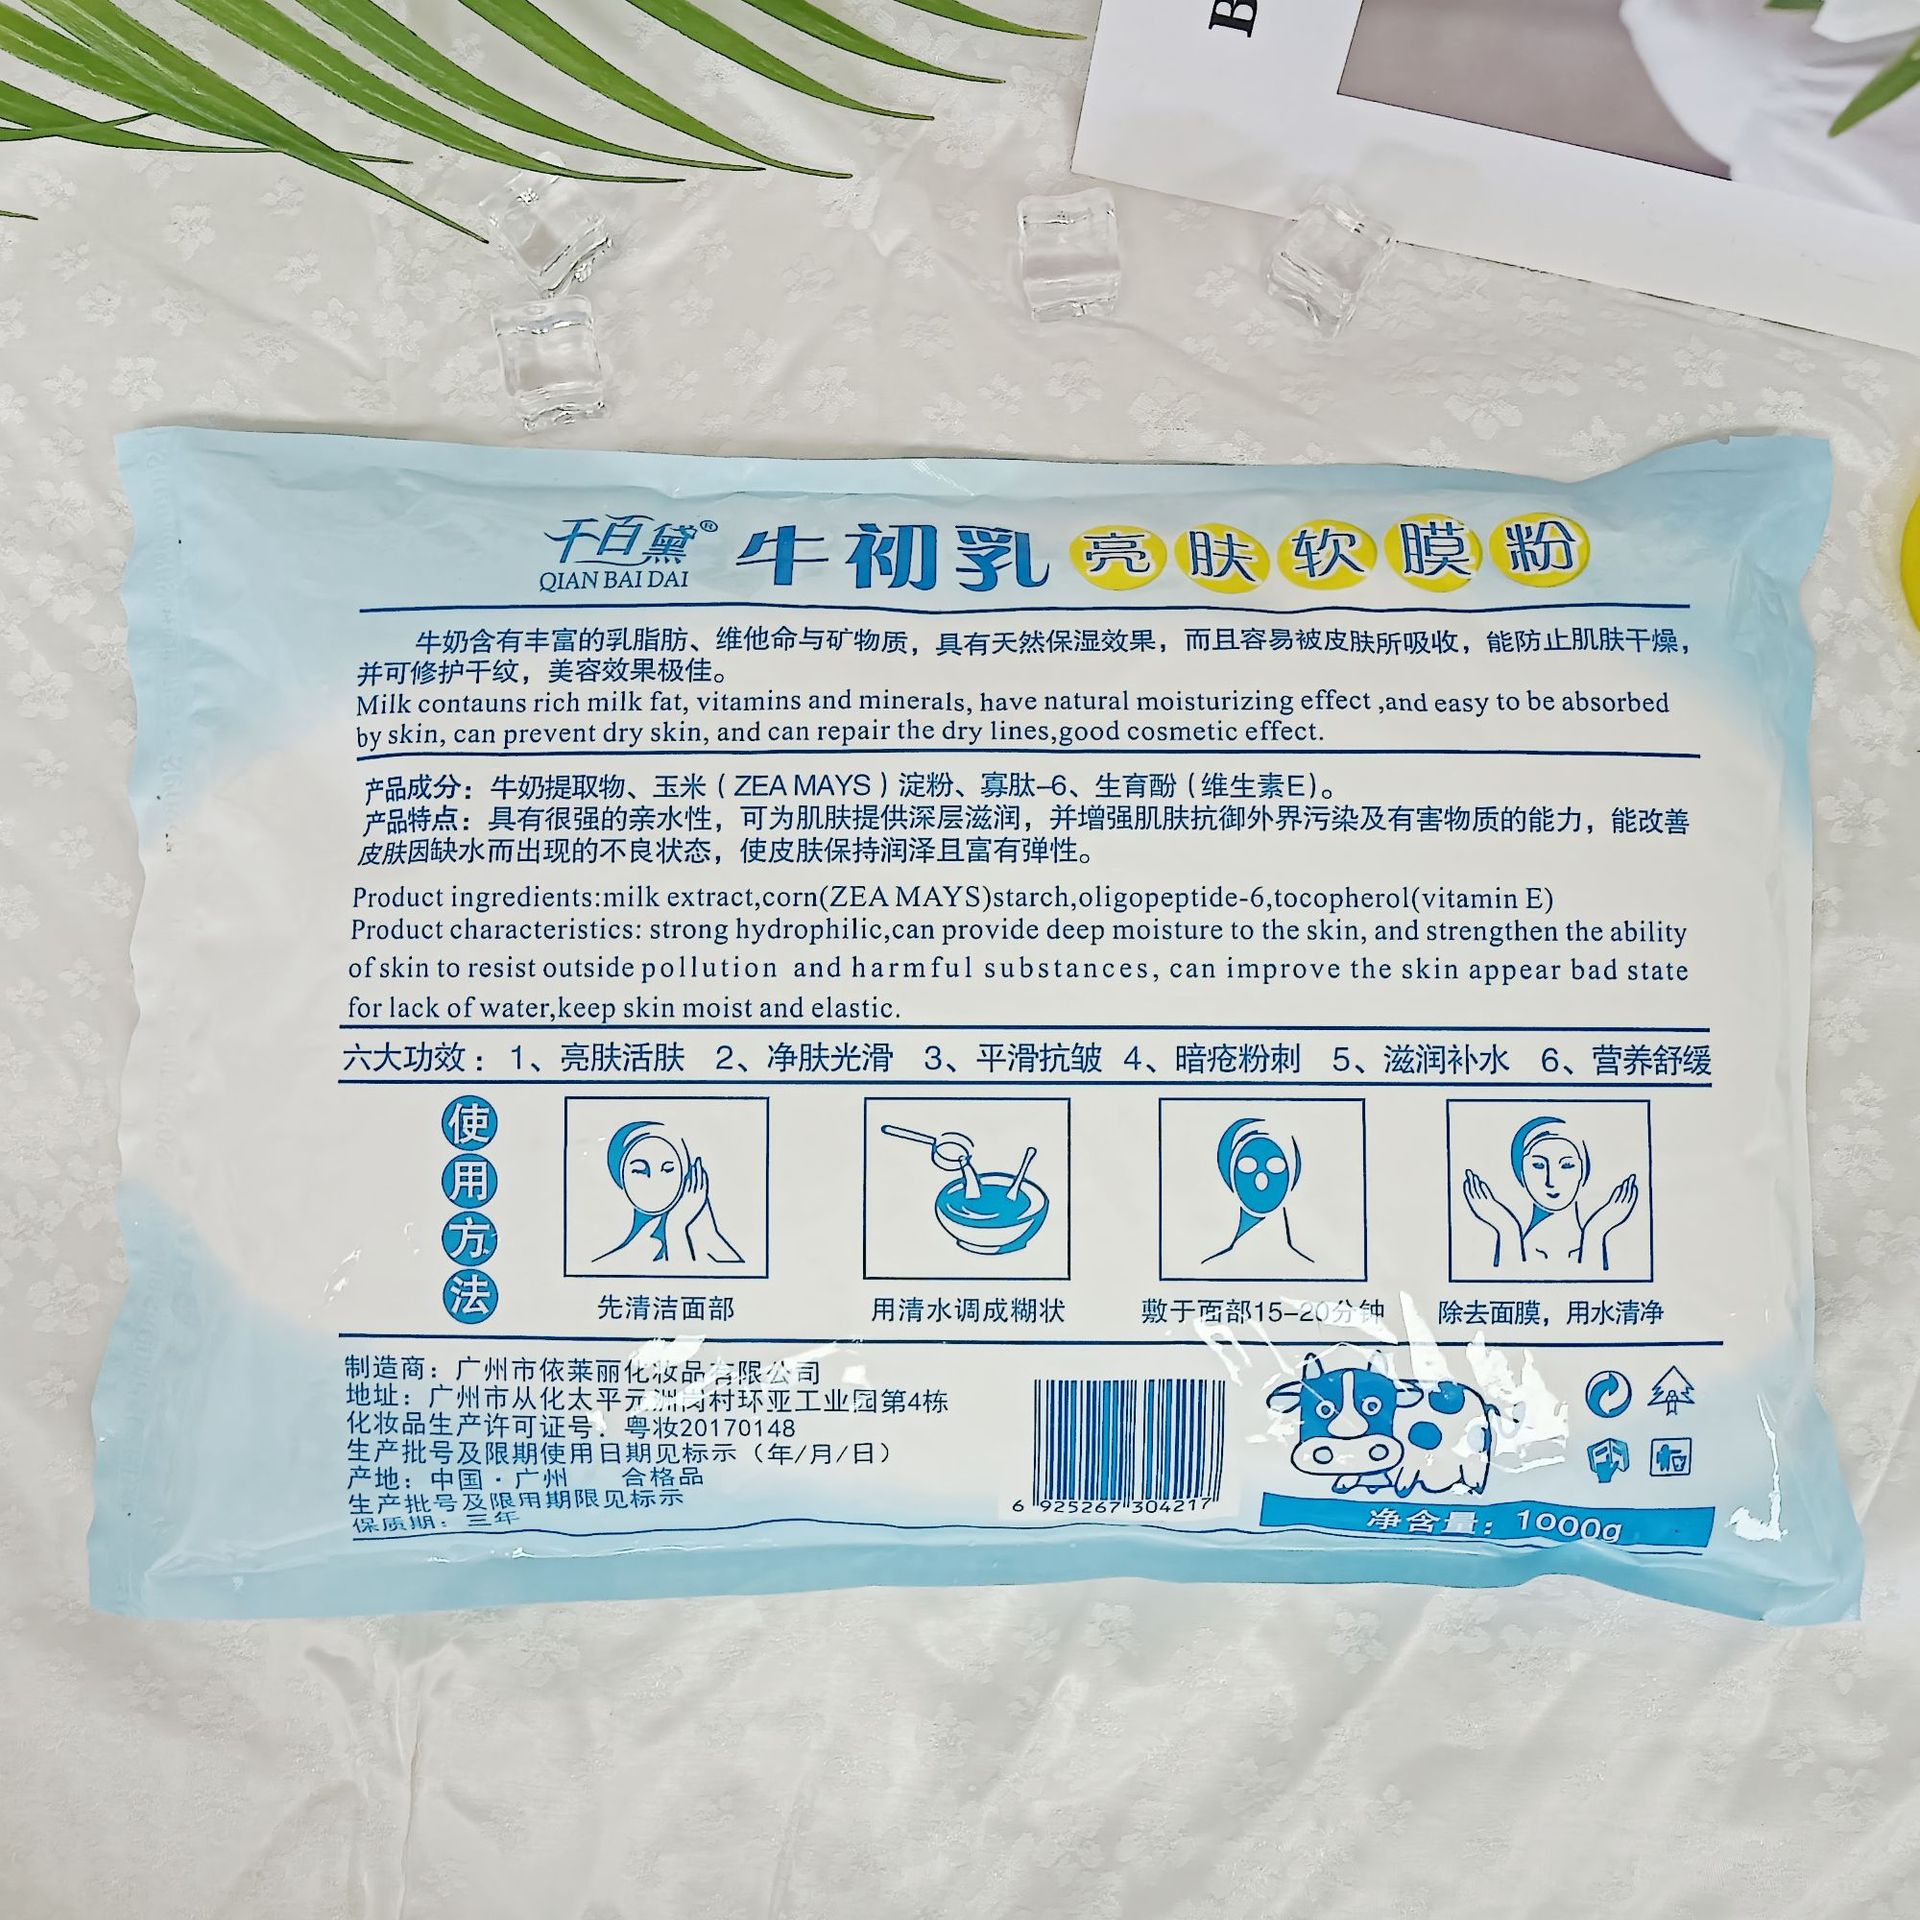 B
千百黛® 牛初乳 亮肤软膜粉
QIAN BAI DAI
牛奶含有丰富的乳脂肪、维他命与矿物质，具有天然保湿效果，而且容易被皮肤所吸收，能防止肌肤干燥，
并可修护干纹，美容效果极佳。
Milk contauns rich milk fat, vitamins and minerals, have natural moisturizing effect ,and easy to be absorbed
by skin, can prevent dry skin, and can repair the dry lines,good cosmetic effect.
产品成分：牛奶提取物、玉米（ZEA MAYS）淀粉、寡肽-6、生育酚（维生素E）。
产品特点：具有很强的亲水性，可为肌肤提供深层滋润，并增强肌肤抗御外界污染及有害物质的能力，能改善
皮肤因缺水而出现的不良状态，使皮肤保持润泽且富有弹性。
Product ingredients:milk extract,corn(ZEA MAYS)starch,oligopeptide-6,tocopherol(vitamin E)
Product characteristics: strong hydrophilic,can provide deep moisture to the skin, and strengthen the ability
of skin to resist outside pollution and harmful substances, can improve the skin appear bad state
for lack of water,keep skin moist and elastic.
六大功效：1、亮肤活肤 2、净肤光滑 3、平滑抗皱 4、暗疮粉刺 5、滋润补水 6、营养舒缓
使用方法
先清洁面部 用清水调成糊状 敷于面部15-20分钟 除去面膜，用水清净
制造商：广州市依莱丽化妆品有限公司
地址：广州市从化太平元洲岗村环亚工业园第4栋
化妆品生产许可证号：粤妆20170148
生产批号及限期使用日期见标示（年/月/日）
产地：中国·广州 合格品
生产批号及限用期限见标示
保质期：三年
6 925267 304217
净含量：1000g